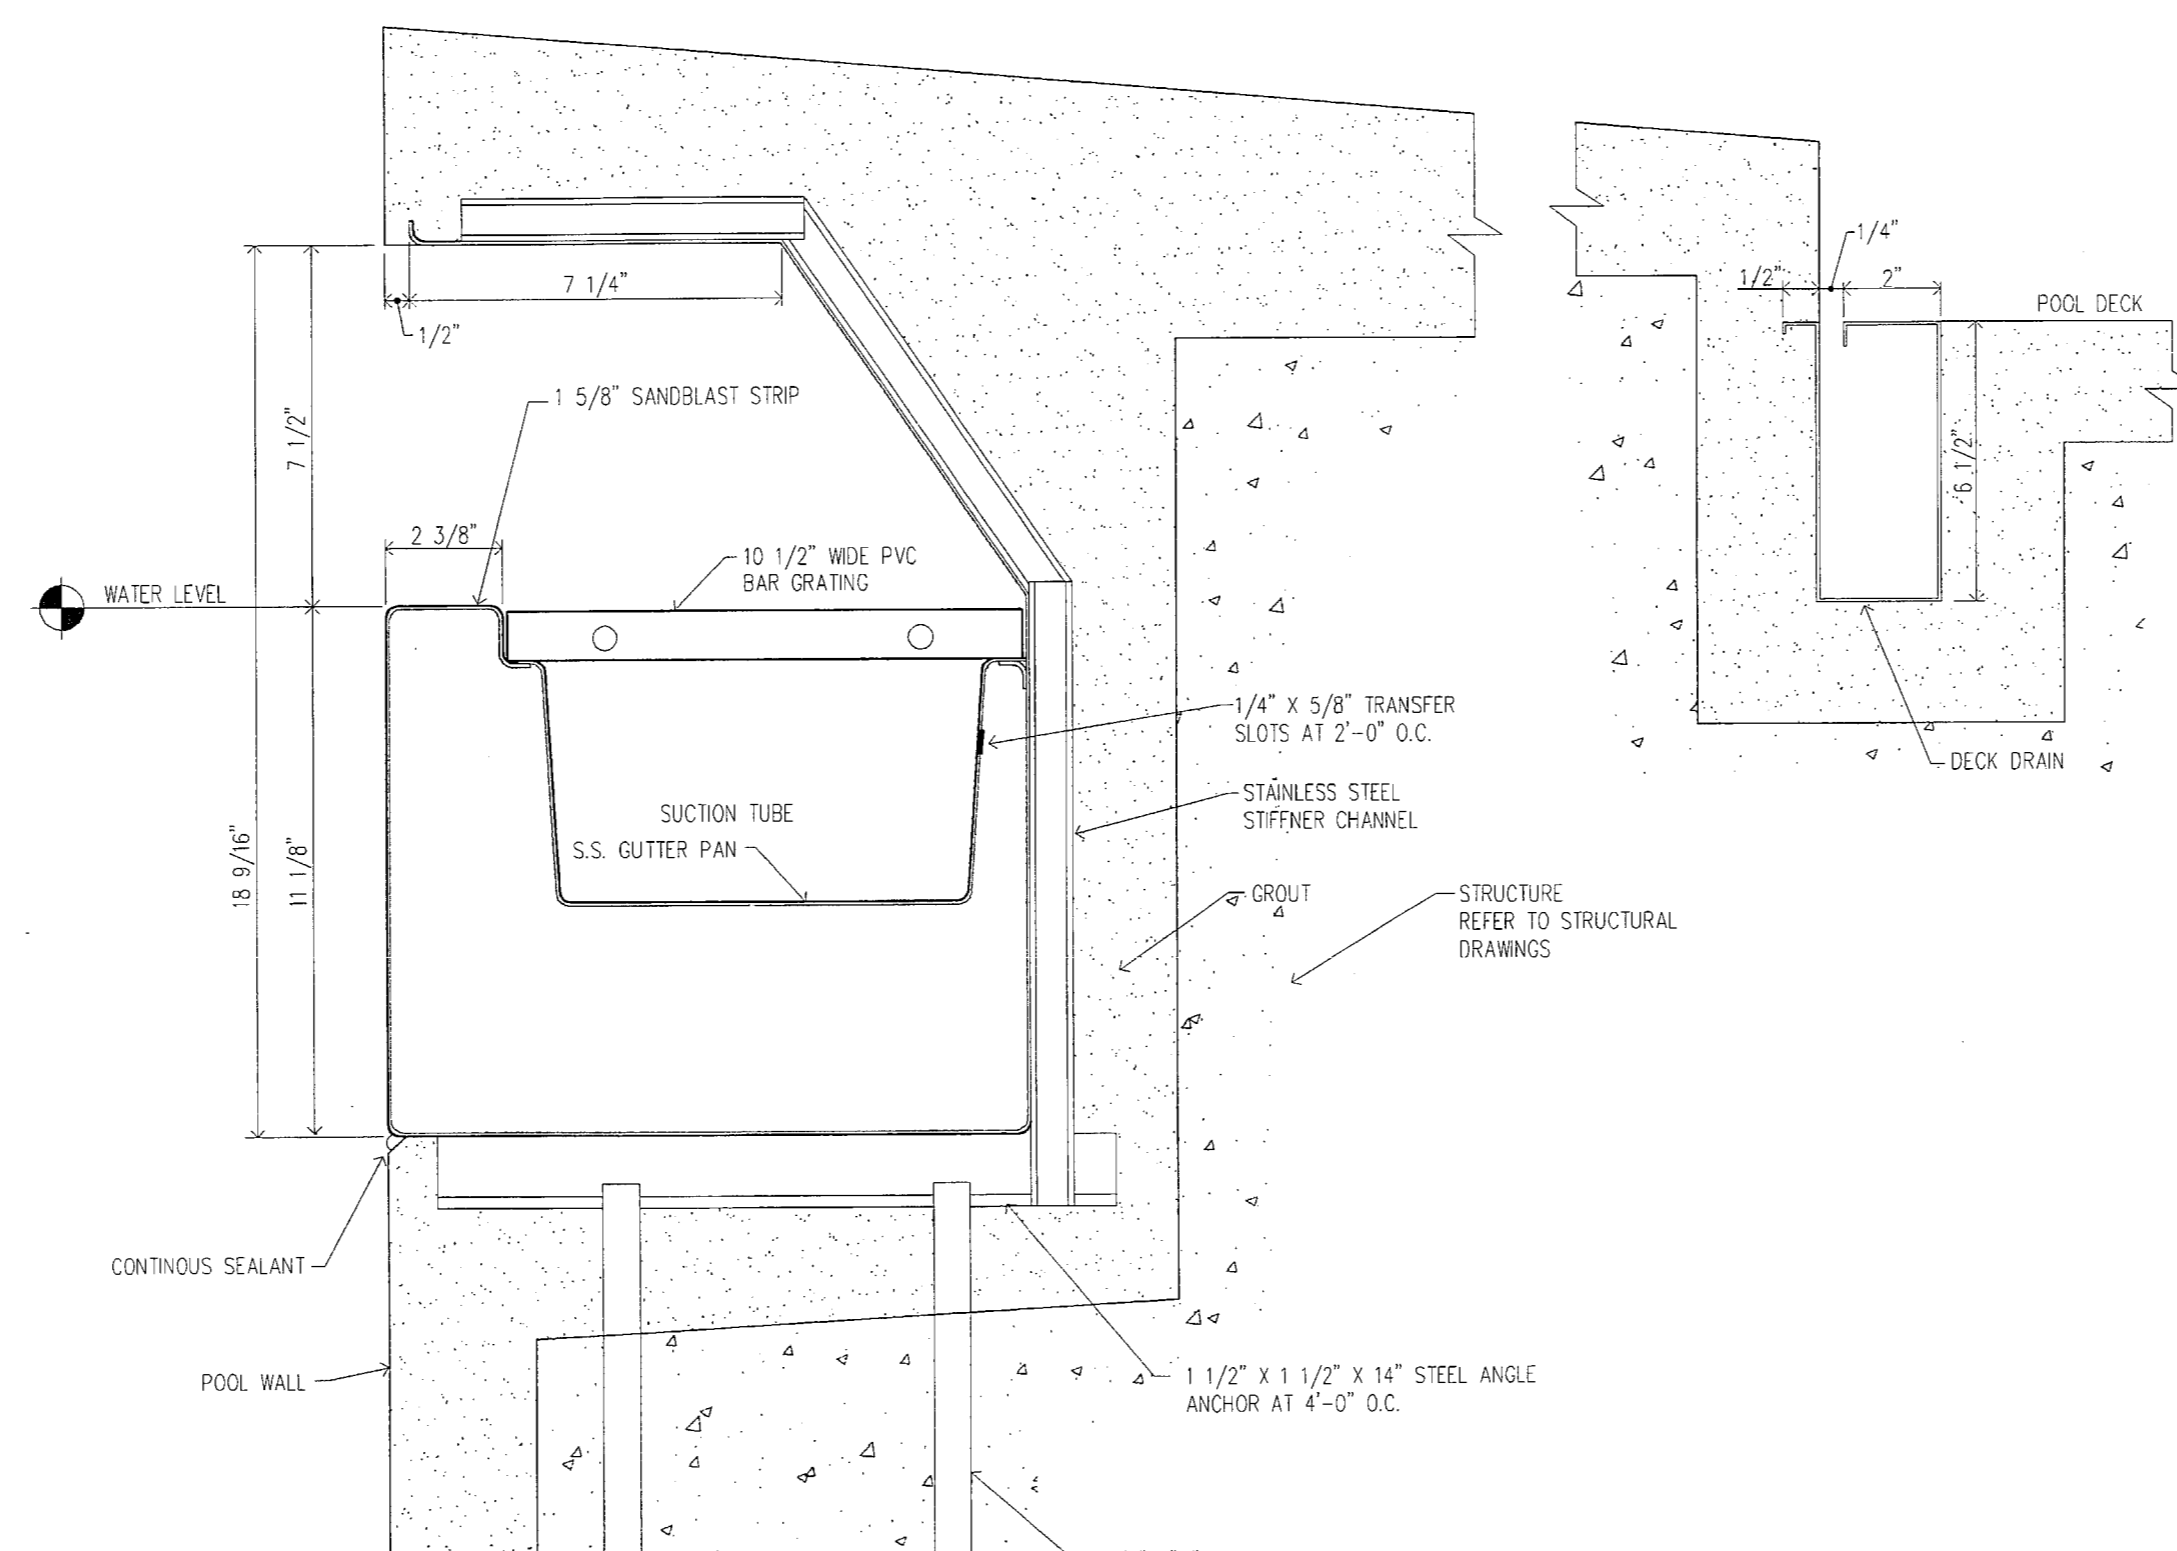 1/4"
1/2"
2"
POOL DECK
7 1/4"
1/2"
1 5/8" SANDBLAST STRIP
7 1/2"
6 1/2"
2 3/8"
10 1/2" WIDE PVC
BAR GRATING
WATER LEVEL
1/4" X 5/8" TRANSFER
SLOTS AT 2'-0" O.C.
DECK DRAIN
STAINLESS STEEL
STIFFNER CHANNEL
SUCTION TUBE
S.S. GUTTER PAN
18 9/16"
11 1/8"
GROUT
STRUCTURE
REFER TO STRUCTURAL
DRAWINGS
CONTINOUS SEALANT
POOL WALL
1 1/2" X 1 1/2" X 14" STEEL ANGLE
ANCHOR AT 4'-0" O.C.